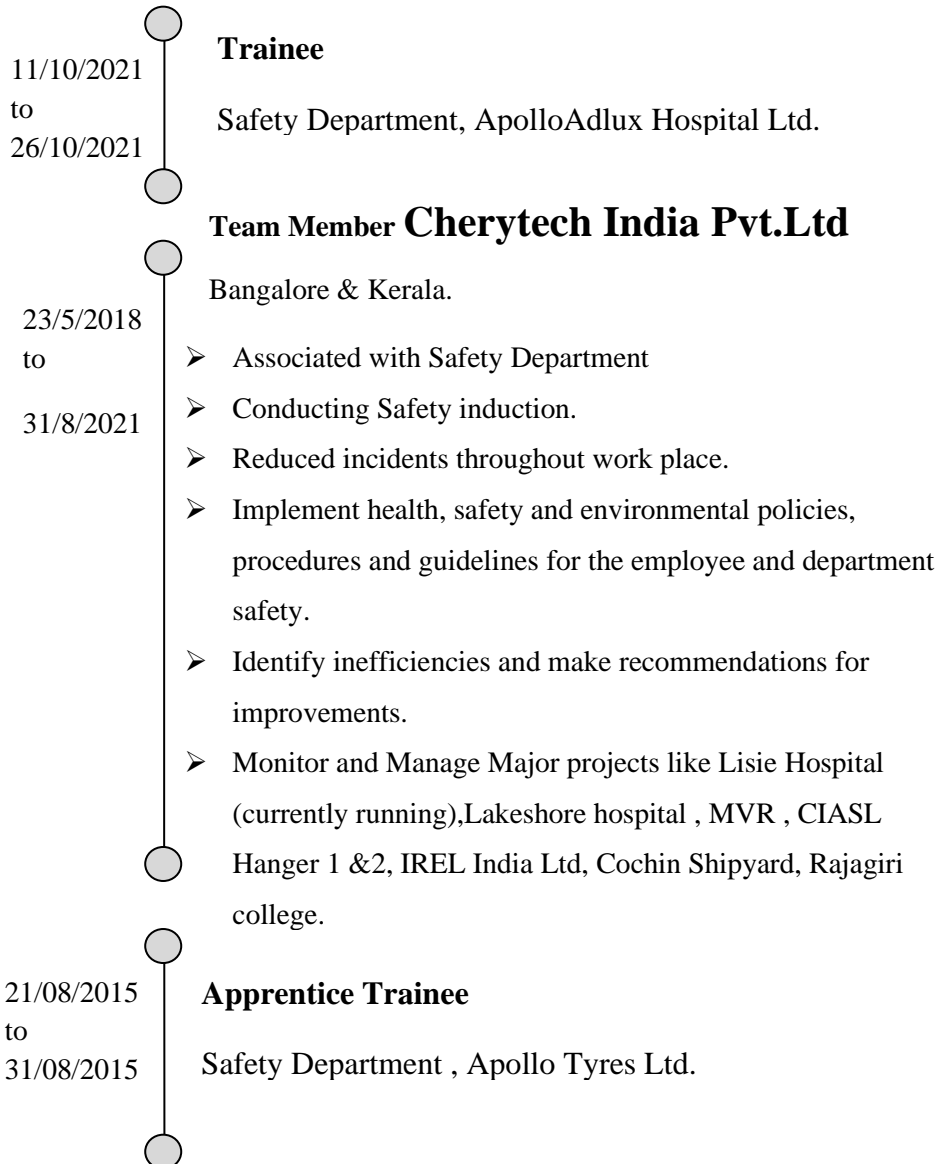 Trainee
11/10/2021
to
26/10/2021
Safety Department, ApolloAdlux Hospital Ltd.
Team Member Cherytech India Pvt.Ltd
Bangalore & Kerala.
23/5/2018
to
31/8/2021
➢ Associated with Safety Department
➢ Conducting Safety induction.
➢ Reduced incidents throughout work place.
➢ Implement health, safety and environmental policies,
procedures and guidelines for the employee and department
safety.
➢ Identify inefficiencies and make recommendations for
improvements.
➢ Monitor and Manage Major projects like Lisie Hospital
(currently running),Lakeshore hospital , MVR , CIASL
Hanger 1 &2, IREL India Ltd, Cochin Shipyard, Rajagiri
college.
21/08/2015
to
31/08/2015
Apprentice Trainee
Safety Department , Apollo Tyres Ltd.